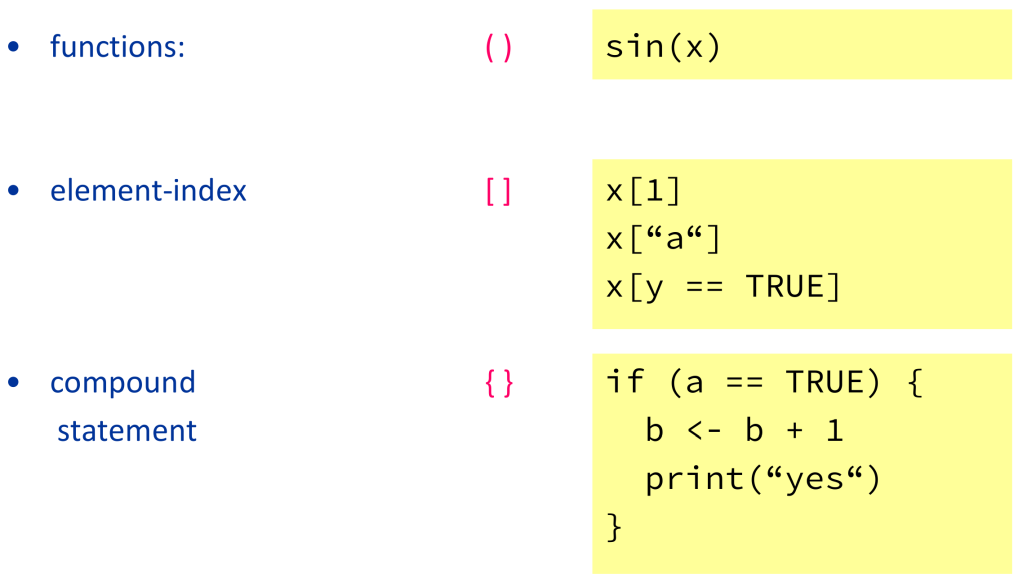 • functions: () sin(x)
• element-index [] x[1]
x[“a“]
x[y == TRUE]
• compound {} if (a == TRUE) {
statement b <- b + 1
print(“yes“)
}